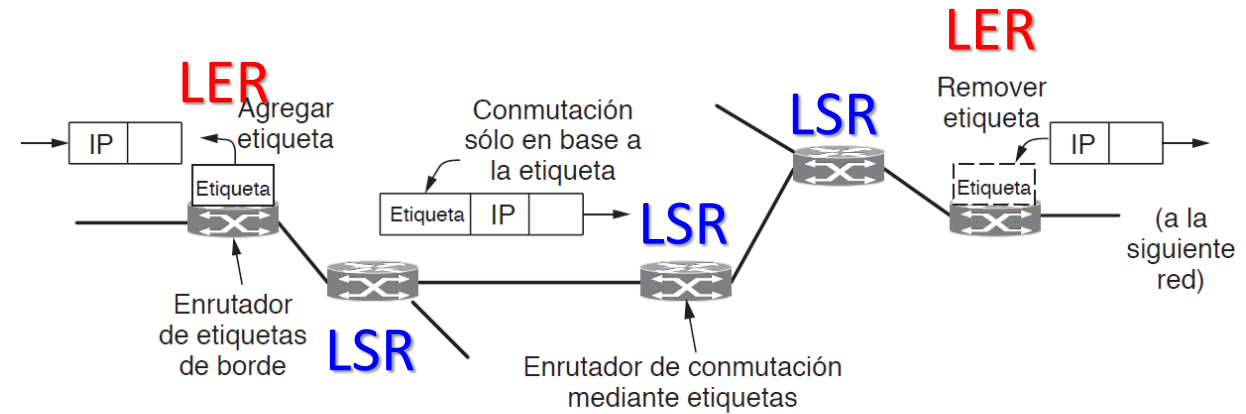 LER
Agregar
etiqueta
IP
Etiqueta
Enrutador
de etiquetas
de borde
LSR
Conmutación
sólo en base a
la etiqueta
Etiqueta IP
LSR
Enrutador de conmutación
mediante etiquetas
LSR
LER
Remover
etiqueta
IP
Etiqueta
(a la
siguiente
red)